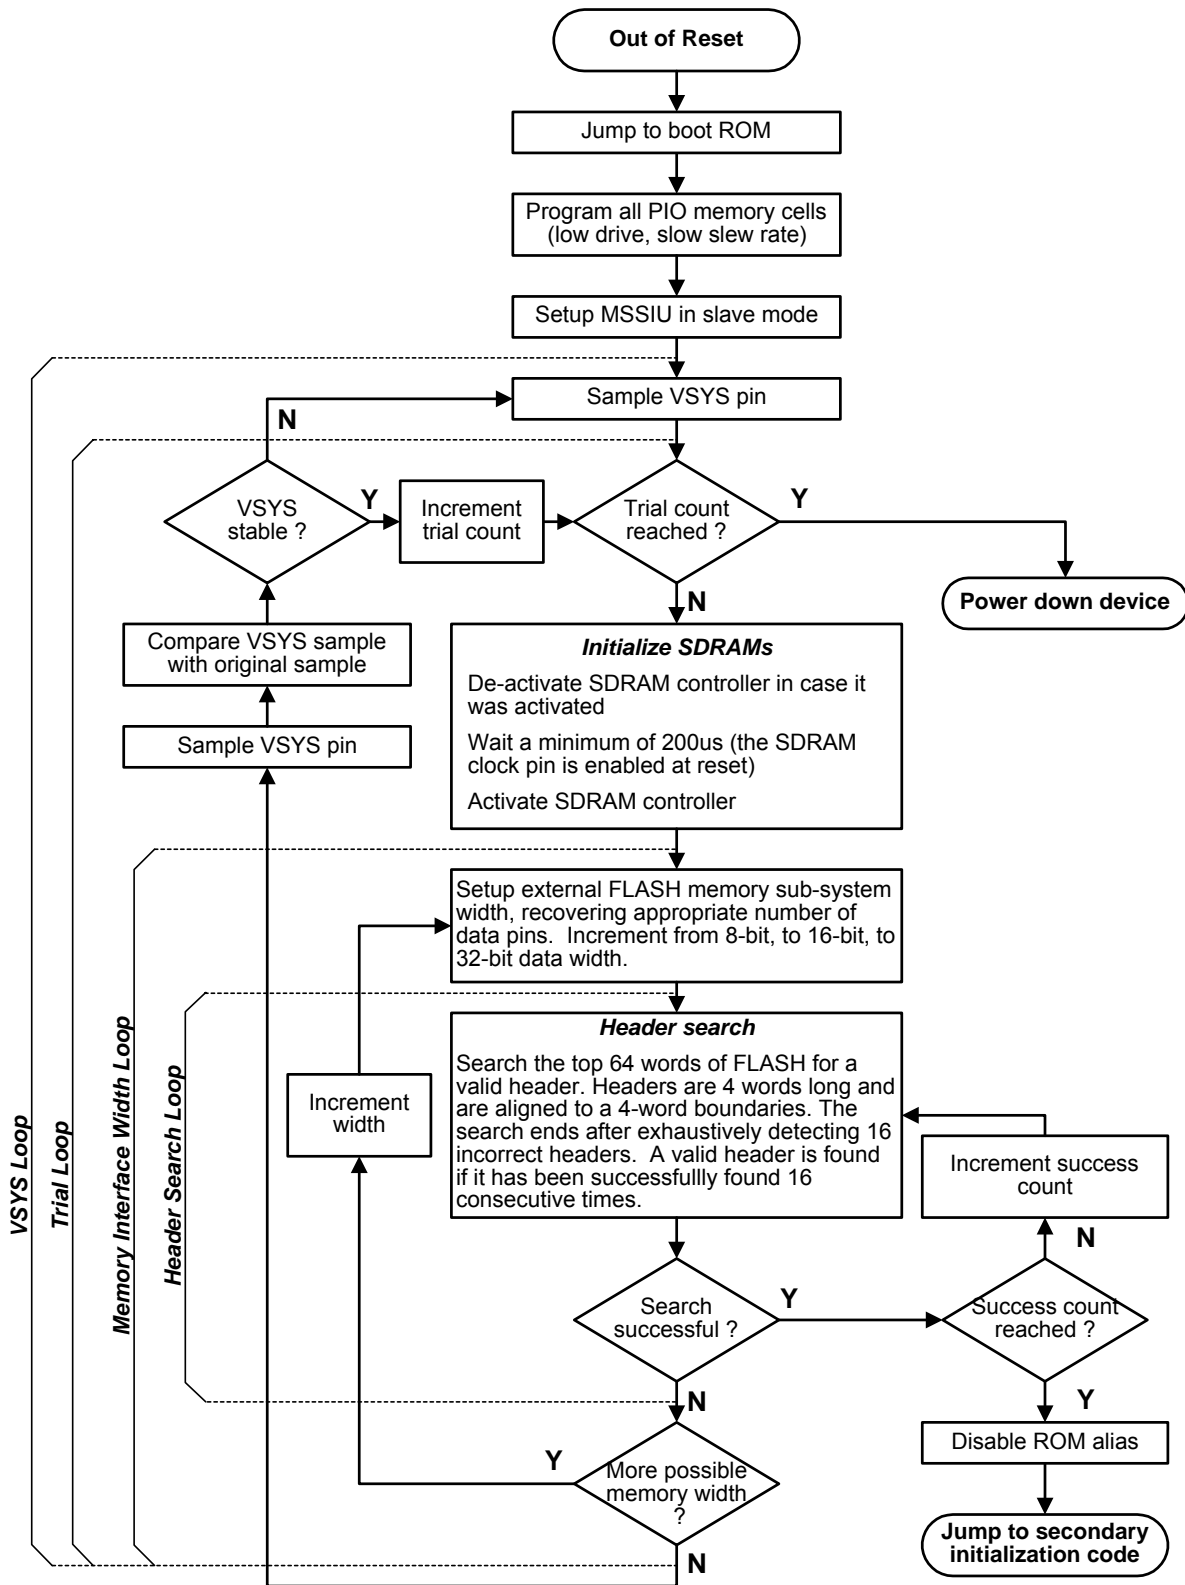 Out of Reset
Jump to boot ROM
Program all PIO memory cells
(low drive, slow slew rate)
Setup MSSIU in slave mode
Sample VSYS pin
N
VSYS
stable ?
Y
Increment
trial count
Trial count
reached ?
Y
N
Power down device
Compare VSYS sample
with original sample
Sample VSYS pin
Initialize SDRAMs
De-activate SDRAM controller in case it
was activated
Wait a minimum of 200us (the SDRAM
clock pin is enabled at reset)
Activate SDRAM controller
Setup external FLASH memory sub-system
width, recovering appropriate number of
data pins. Increment from 8-bit, to 16-bit, to
32-bit data width.
Header search
Search the top 64 words of FLASH for a
valid header. Headers are 4 words long and
are aligned to a 4-word boundaries. The
search ends after exhaustively detecting 16
incorrect headers. A valid header is found
if it has been successfullly found 16
consecutive times.
Increment
width
Increment success
count
N
Search
successful ?
Y
Success count
reached ?
N
Y
Disable ROM alias
More possible
memory width
?
Y
N
Jump to secondary
initialization code
VSYS Loop
Trial Loop
Memory Interface Width Loop
Header Search Loop